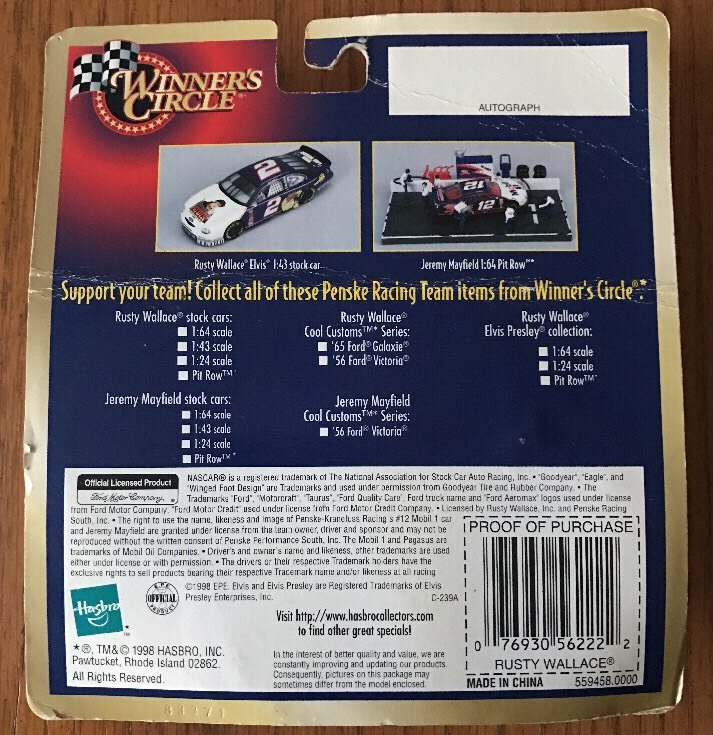 WINNER'S
CIRCLE®
AUTOGRAPH
2
2
21
12
Rusty Wallace® Elvis® 1:43 stock car
Jeremy Mayfield 1:64 Pit Row™*
Support your team! Collect all of these Penske Racing Team items from Winner's Circle®*.
Rusty Wallace® stock cars:
1:64 scale
1:43 scale
1:24 scale
Pit Row™*
Rusty Wallace®
Cool Customs™* Series:
'65 Ford® Galaxie®
'56 Ford® Victoria®
Rusty Wallace®
Elvis Presley® collection:
1:64 scale
1:24 scale
Pit Row™*
Jeremy Mayfield stock cars:
1:64 scale
1:43 scale
1:24 scale
Pit Row™*
Jeremy Mayfield
Cool Customs™* Series:
'56 Ford® Victoria®
Official Licensed Product
Ford Motor Company
NASCAR® is a registered trademark of The National Association for Stock Car Auto Racing, Inc. • "Goodyear", "Eagle", and
"Winged Foot Design" are Trademarks and used under permission from Goodyear Tire and Rubber Company. • The
Trademarks "Ford", "Motorcraft", "Taurus", "Ford Quality Care", Ford truck name and "Ford Aeromax" logos used under license
from Ford Motor Company. "Ford Motor Credit" used under license from Ford Motor Credit Company. • Licensed by Rusty Wallace, Inc. and Penske Racing
South, Inc. • The right to use the name, likeness and image of Penske-Kranefuss Racing's #12 Mobil 1 car
and Jeremy Mayfield are granted under license from the team owner, driver and sponsor and may not be
reproduced without the written consent of Penske Performance South, Inc. The Mobil 1 and Pegasus are
trademarks of Mobil Oil Companies. • Driver's and owner's name and likeness, other trademarks are used
either under license or with permission. • The drivers or their respective Trademark holders have the
exclusive rights to sell products bearing their respective Trademark name and/or likeness at all racing
Hasbro
™*
EPE
OFFICIAL
PRODUCT
©1998 EPE. Elvis and Elvis Presley are Registered Trademarks of Elvis
Presley Enterprises, Inc.
C-239A
Visit http://www.hasbrocollectors.com
to find other great specials!
*®, TM&© 1998 HASBRO, INC.
Pawtucket, Rhode Island 02862.
All Rights Reserved.
In the interest of better quality and value, we are
constantly improving and updating our products.
Consequently, pictures on this package may
sometimes differ from the model enclosed.
PROOF OF PURCHASE
0 76930 56222 2
RUSTY WALLACE®
MADE IN CHINA
559458.0000